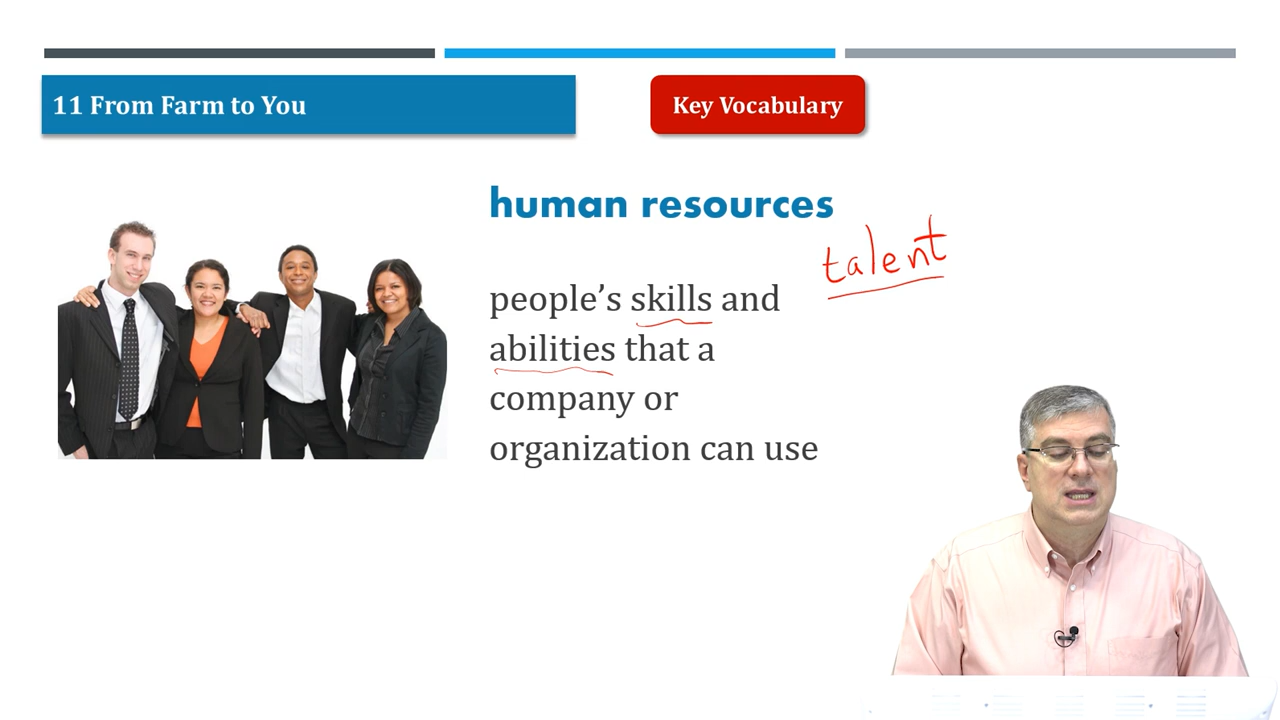 11 From Farm to You
Key Vocabulary
human resources
talent
people’s skills and
abilities that a
company or
organization can use